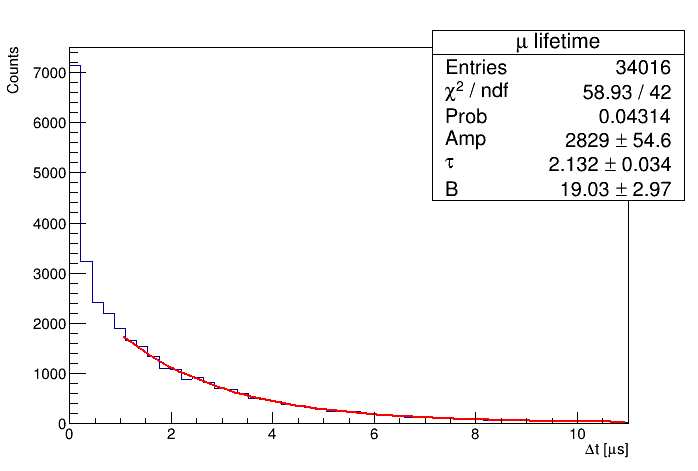 μ lifetime
Entries 34016
χ² / ndf 58.93 / 42
Prob 0.04314
Amp 2829 ± 54.6
τ 2.132 ± 0.034
B 19.03 ± 2.97
Counts
7000
6000
5000
4000
3000
2000
1000
0
0 2 4 6 8 10
Δt [μs]